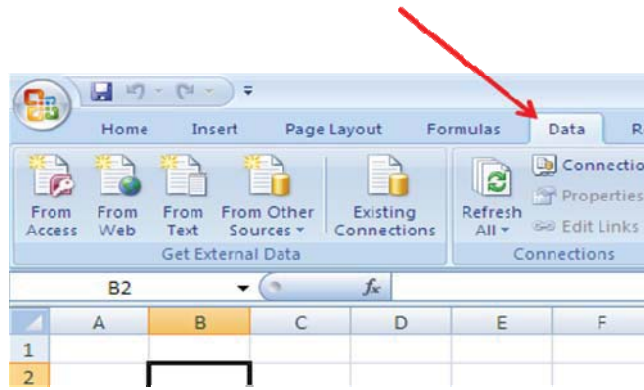 Home Insert Page Layout Formulas Data R
From Access
From Web
From Text
From Other Sources
Existing Connections
Refresh All
Connectio
Properties
Edit Links
Get External Data Connections
B2 fx
A B C D E F
1
2